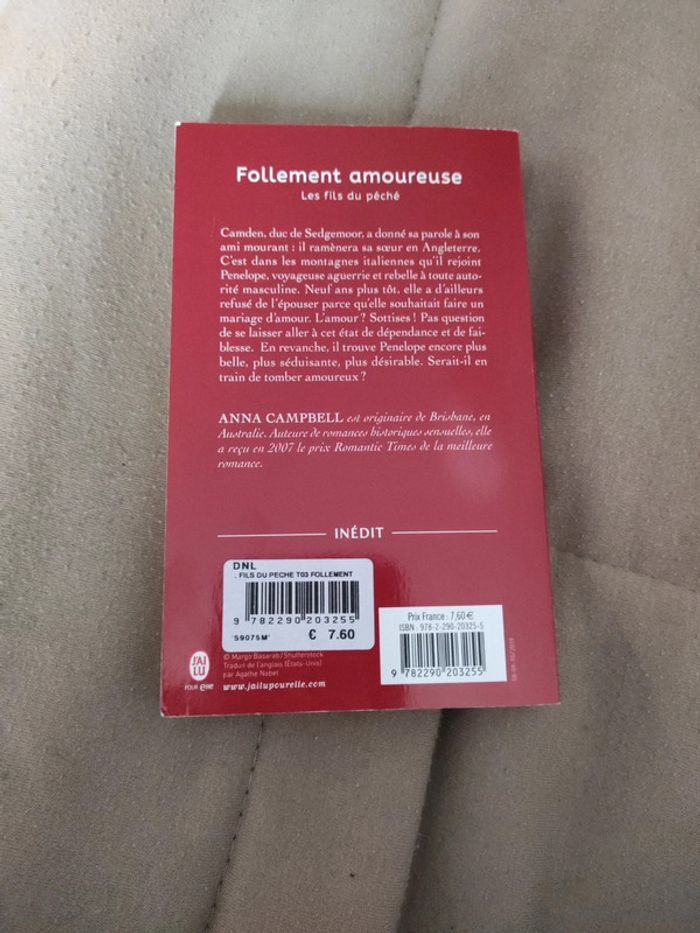 Follement amoureuse
Les fils du péché
Camden, duc de Sedgemoor, a donné sa parole à son
ami mourant : il ramènera sa sœur en Angleterre.
C'est dans les montagnes italiennes qu'il rejoint
Penelope, voyageuse aguerrie et rebelle à toute auto-
rité masculine. Neuf ans plus tôt, elle a d'ailleurs
refusé de l'épouser parce qu'elle souhaitait faire un
mariage d'amour. L'amour ? Sottises ! Pas question
de se laisser aller à cet état de dépendance et de fai-
blesse. En revanche, il trouve Penelope encore plus
belle, plus séduisante, plus désirable. Serait-il en
train de tomber amoureux ?
ANNA CAMPBELL est originaire de Brisbane, en
Australie. Auteure de romances historiques sensuelles, elle
a reçu en 2007 le prix Romantic Times de la meilleure
romance.
INÉDIT
DNL
. FILS DU PECHE T03 FOLLEMENT
9 782290 203255
'S9075M'
€ 7.60
Prix France : 7,60 €
ISBN : 978-2-290-20325-5
9 782290 203255
J'AI
LU
POUR elle
© Margo Basarab / Shutterstock
Traduit de l'anglais (États-Unis)
par Agathe Nabet
www.jailupourelle.com